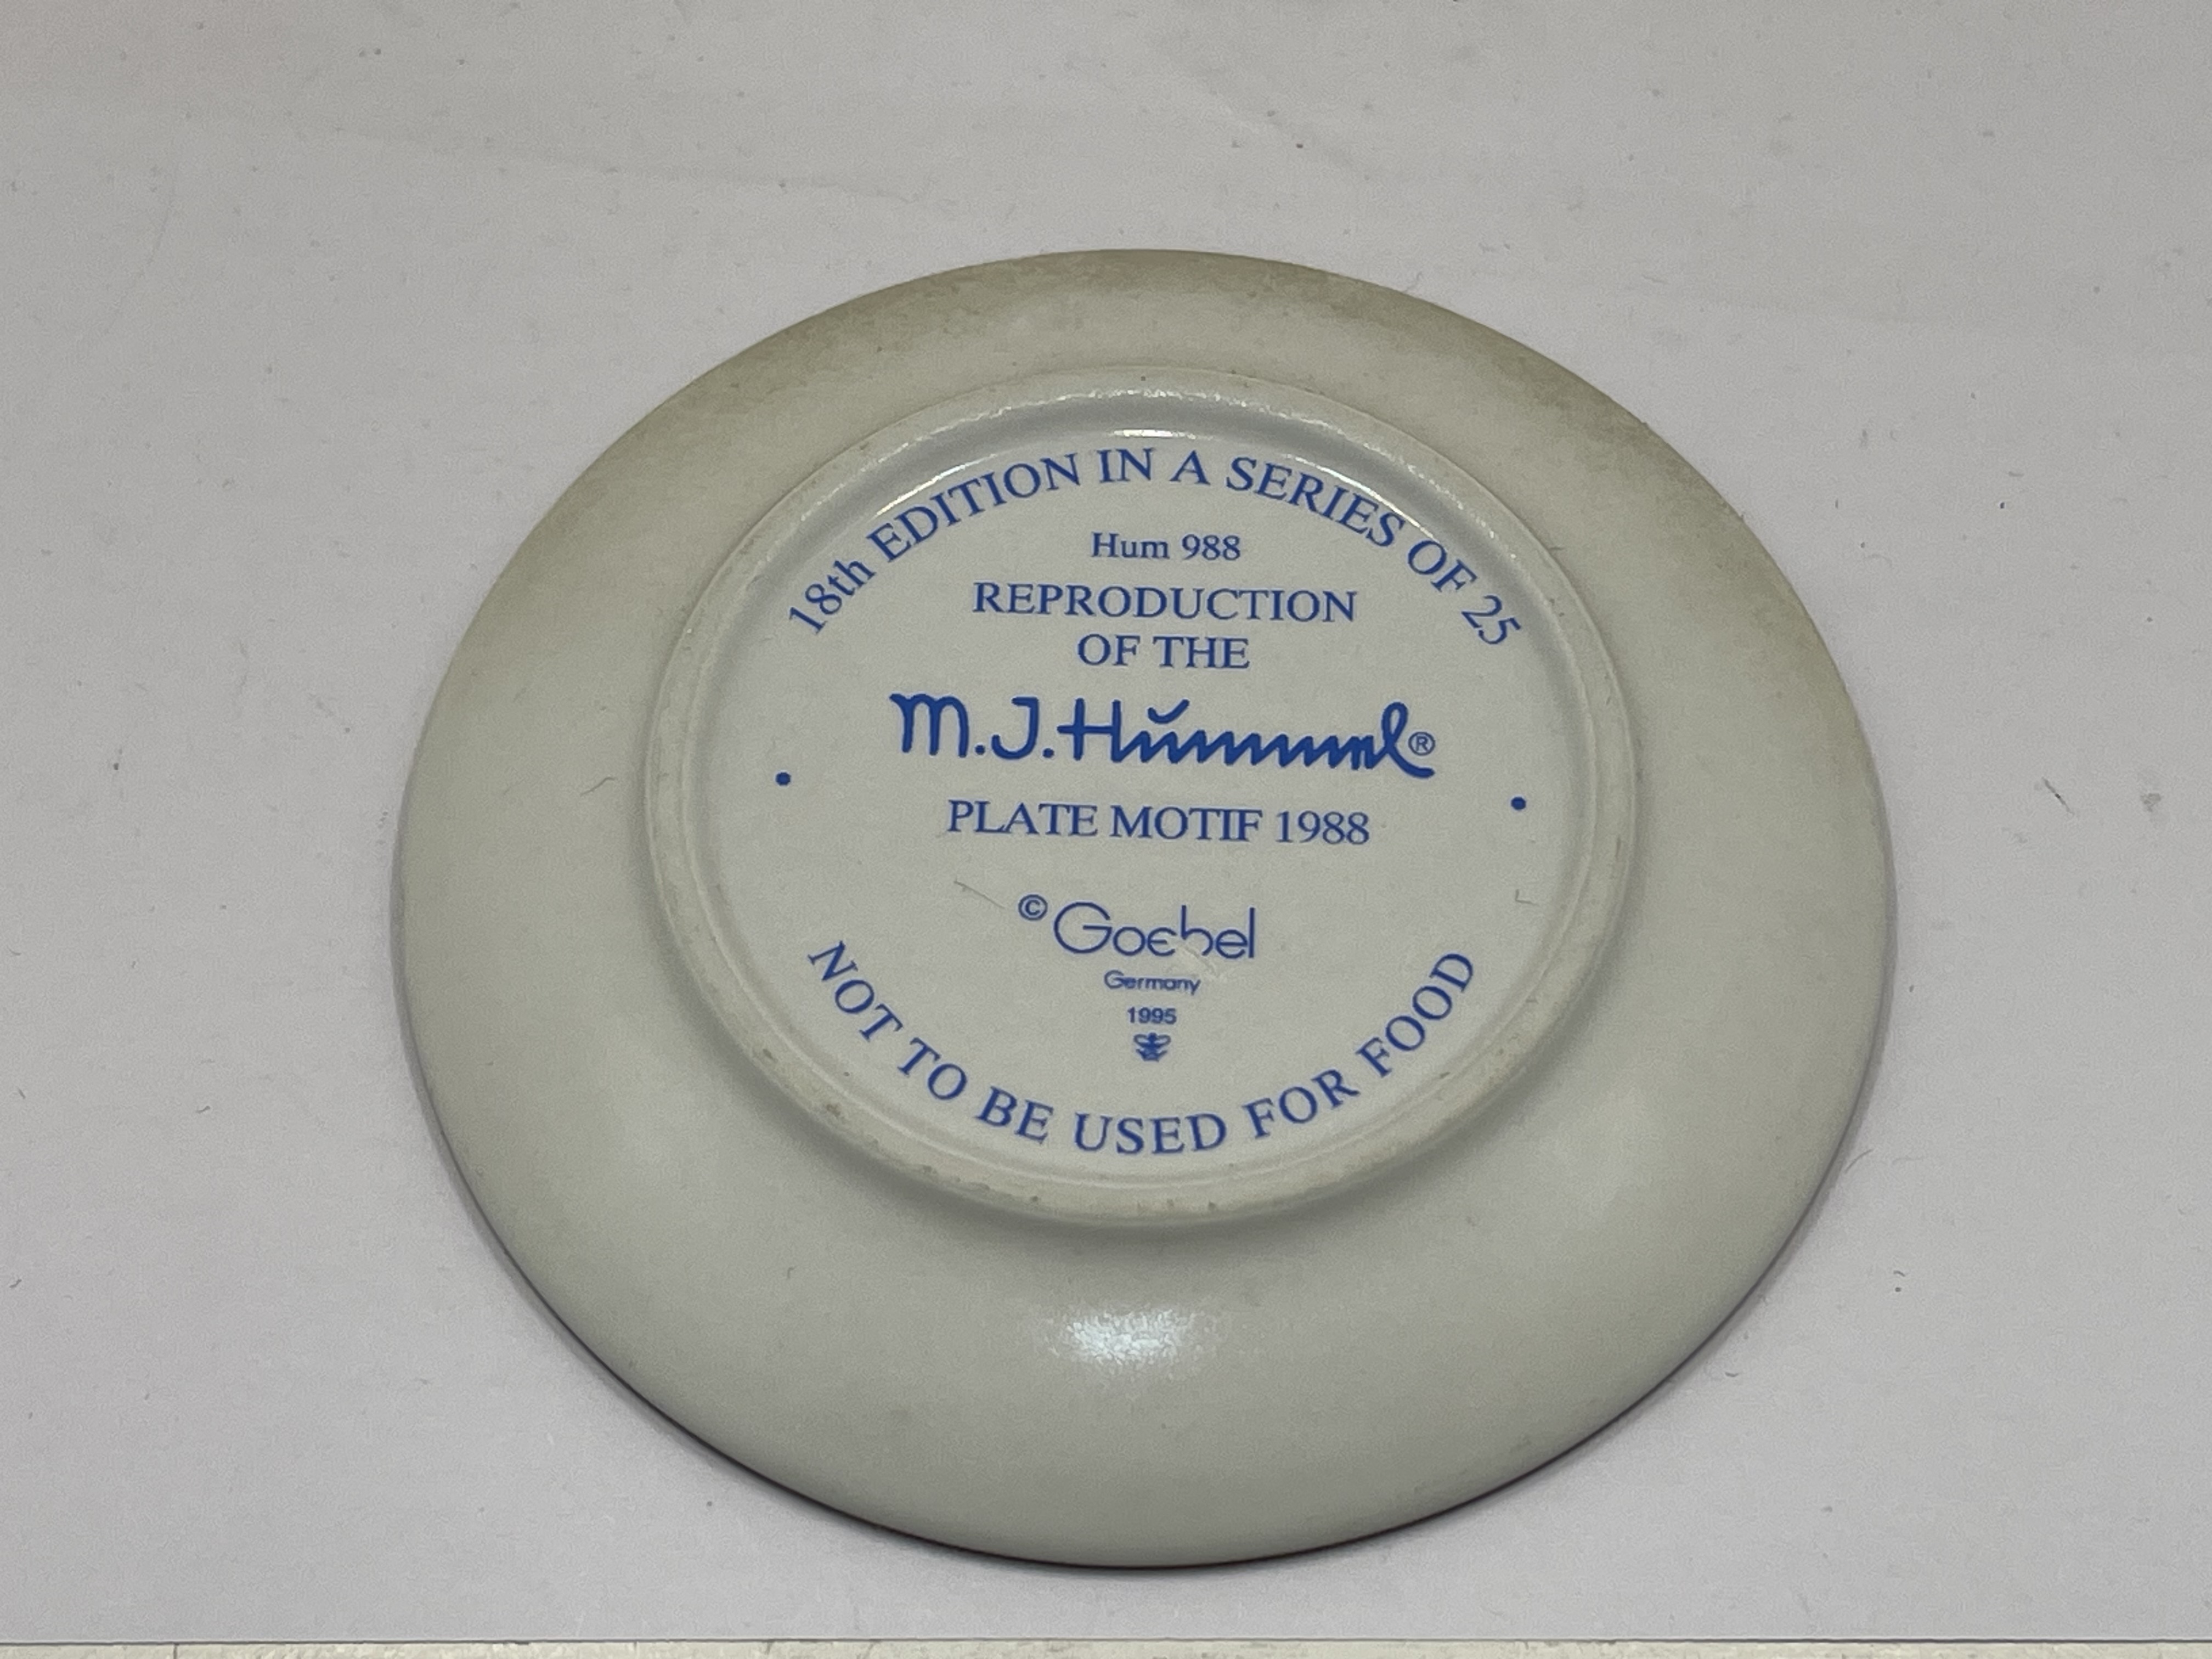 18th EDITION IN A SERIES OF 25
Hum 988
REPRODUCTION
OF THE
M.J.Hummel®
PLATE MOTIF 1988
© Goebel
Germany
1995
NOT TO BE USED FOR FOOD